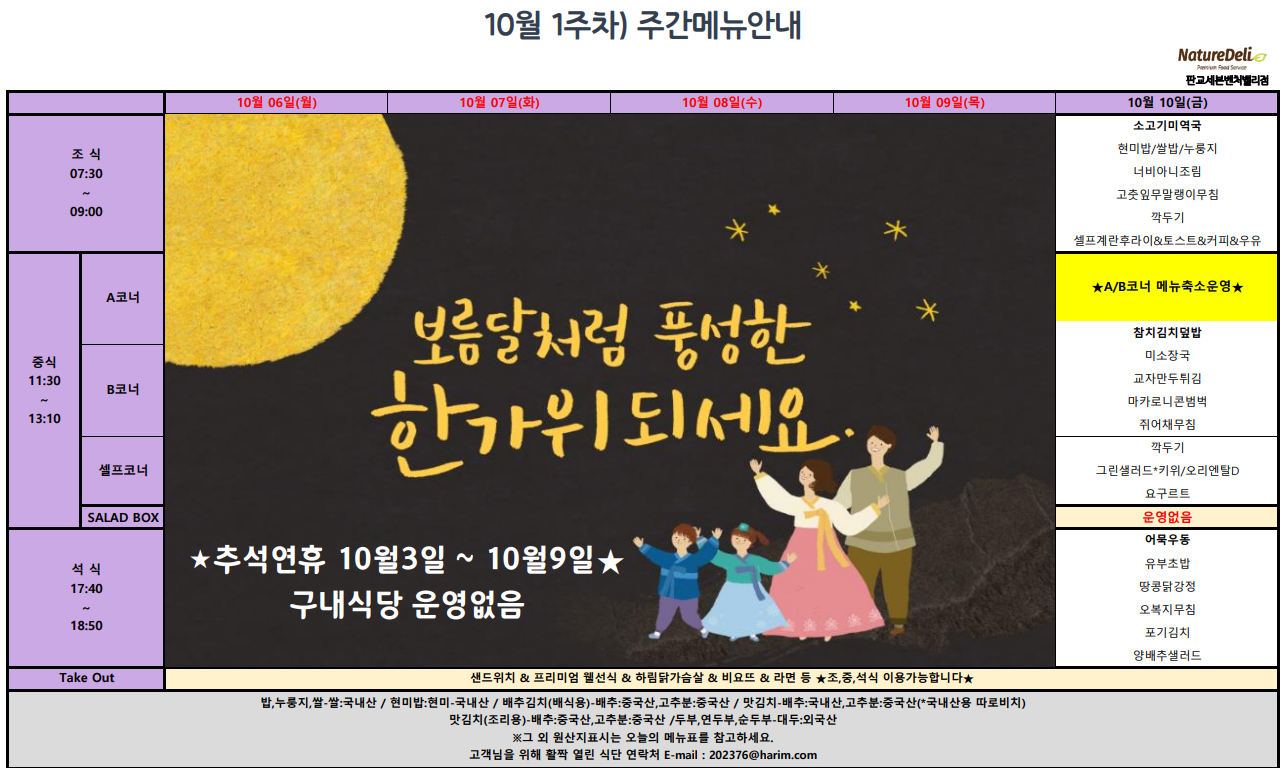 10월 1주차) 주간메뉴안내
NatureDeli
Premium Food Service
판교세븐벤처밸리점
10월 06일(월)
10월 07일(화)
10월 08일(수)
10월 09일(목)
10월 10일(금)
조 식
07:30
~
09:00
소고기미역국
현미밥/쌀밥/누룽지
너비아니조림
고춧잎무말랭이무침
깍두기
셀프계란후라이&토스트&커피&우유
중식
11:30
~
13:10
A코너
B코너
셀프코너
SALAD BOX
★A/B코너 메뉴축소운영★
참치김치덮밥
미소장국
교자만두튀김
마카로니콘범벅
쥐어채무침
깍두기
그린샐러드*키위/오리엔탈D
요구르트
운영없음
보름달처럼 풍성한
한가위 되세요.
★추석연휴 10월3일 ~ 10월9일★
구내식당 운영없음
석 식
17:40
~
18:50
어묵우동
유부초밥
땅콩닭강정
오복지무침
포기김치
양배추샐러드
Take Out
샌드위치 & 프리미엄 웰선식 & 하림닭가슴살 & 비요뜨 & 라면 등 ★조,중,석식 이용가능합니다★
밥,누룽지,쌀-쌀:국내산 / 현미밥:현미-국내산 / 배추김치(배식용)-배추:중국산,고추분:중국산 / 맛김치-배추:국내산,고추분:중국산(*국내산용 따로비치)
맛김치(조리용)-배추:중국산,고추분:중국산 /두부,연두부,순두부-대두:외국산
※그 외 원산지표시는 오늘의 메뉴표를 참고하세요.
고객님을 위해 활짝 열린 식단 연락처 E-mail : 202376@harim.com